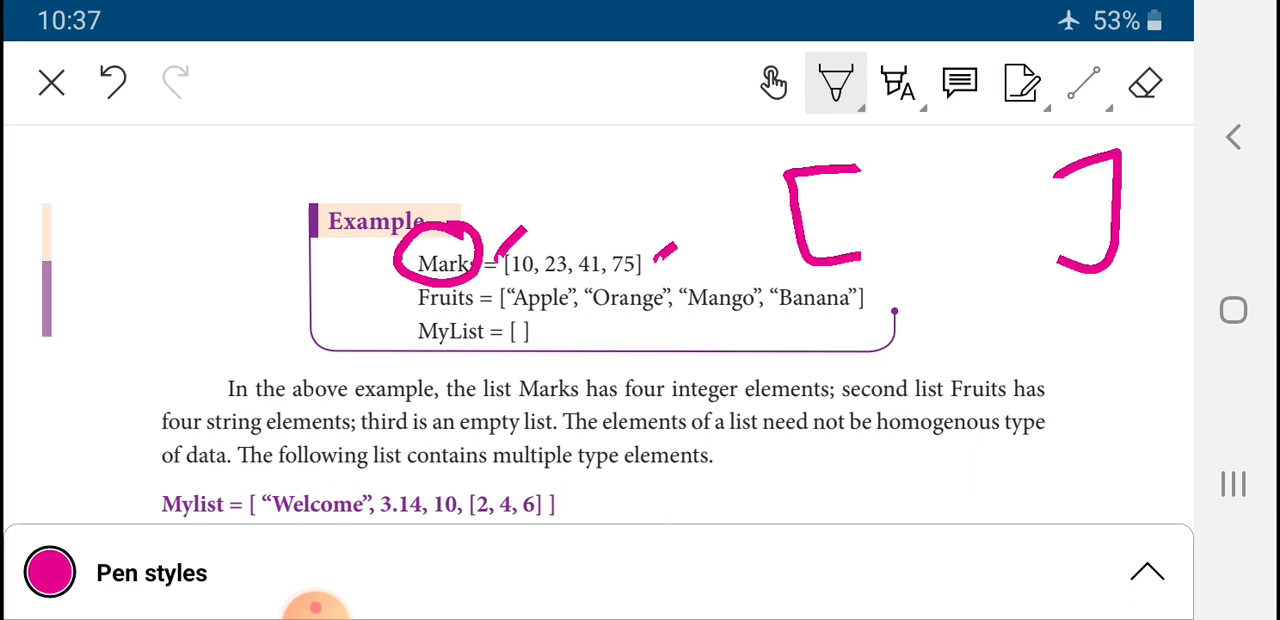 10:37
53%
Example
Marks = [10, 23, 41, 75]
Fruits = [“Apple”, “Orange”, “Mango”, “Banana”]
MyList = [ ]
In the above example, the list Marks has four integer elements; second list Fruits has
four string elements; third is an empty list. The elements of a list need not be homogenous type
of data. The following list contains multiple type elements.
Mylist = [ “Welcome”, 3.14, 10, [2, 4, 6] ]
Pen styles